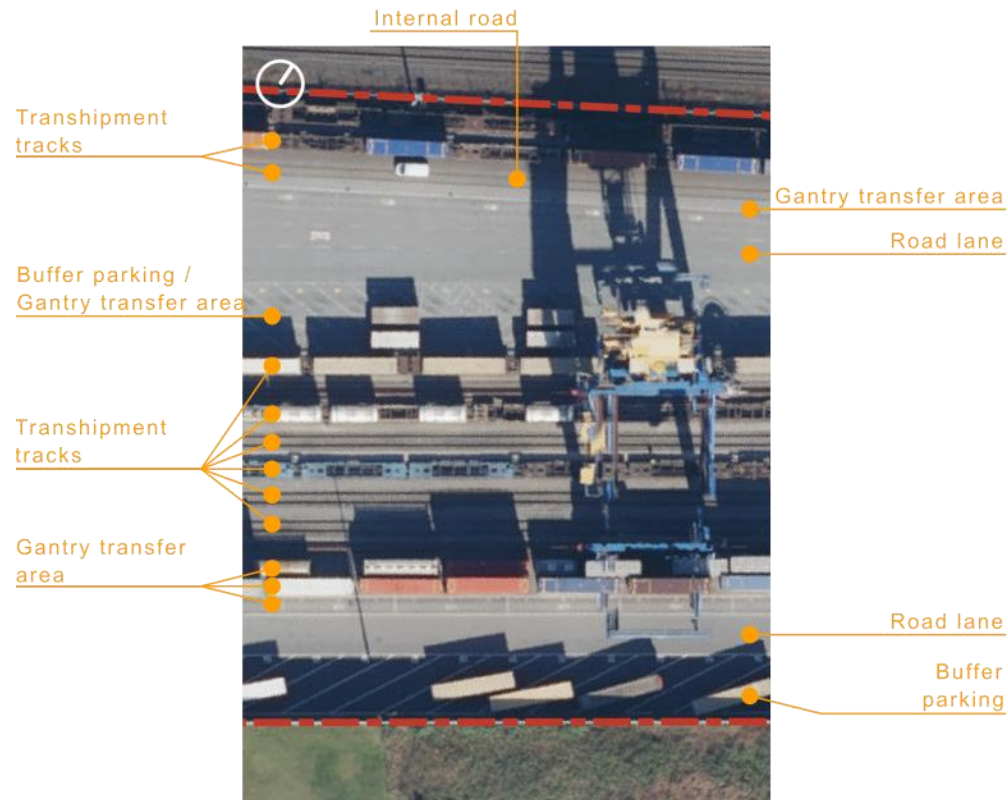 Internal road
Transhipment
tracks
Gantry transfer area
Road lane
Buffer parking /
Gantry transfer area
Transhipment
tracks
Gantry transfer
area
Road lane
Buffer
parking